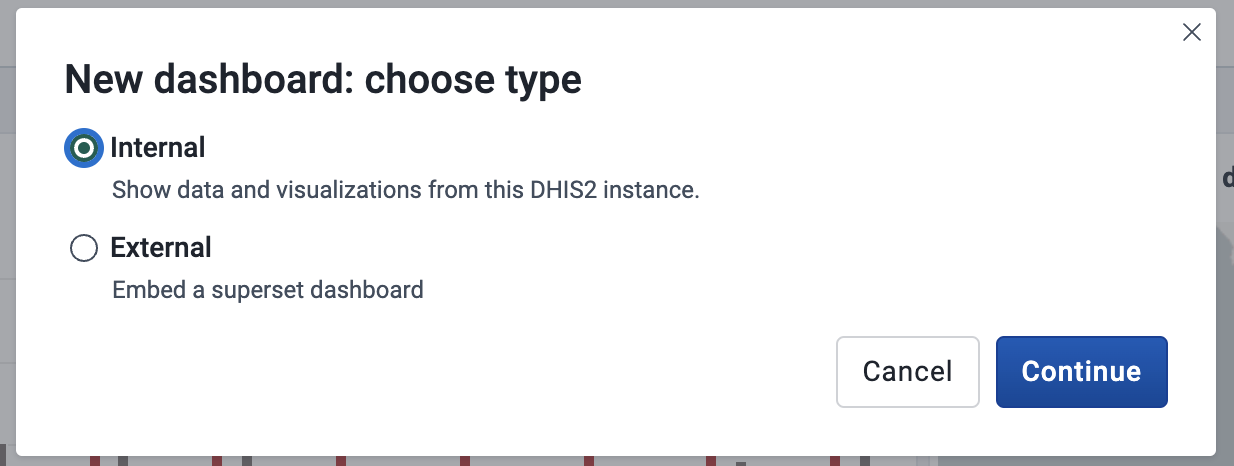 New dashboard: choose type
Internal
Show data and visualizations from this DHIS2 instance.
External
Embed a superset dashboard
Cancel
Continue